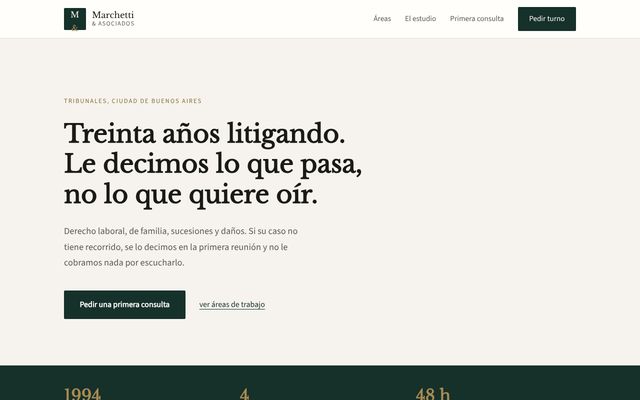 M
&
Marchetti
& ASOCIADOS
Áreas
El estudio
Primera consulta
Pedir turno
TRIBUNALES, CIUDAD DE BUENOS AIRES
Treinta años litigando.
Le decimos lo que pasa,
no lo que quiere oír.
Derecho laboral, de familia, sucesiones y daños. Si su caso no
tiene recorrido, se lo decimos en la primera reunión y no le
cobramos nada por escucharlo.
Pedir una primera consulta
ver áreas de trabajo
1994
4
48 h